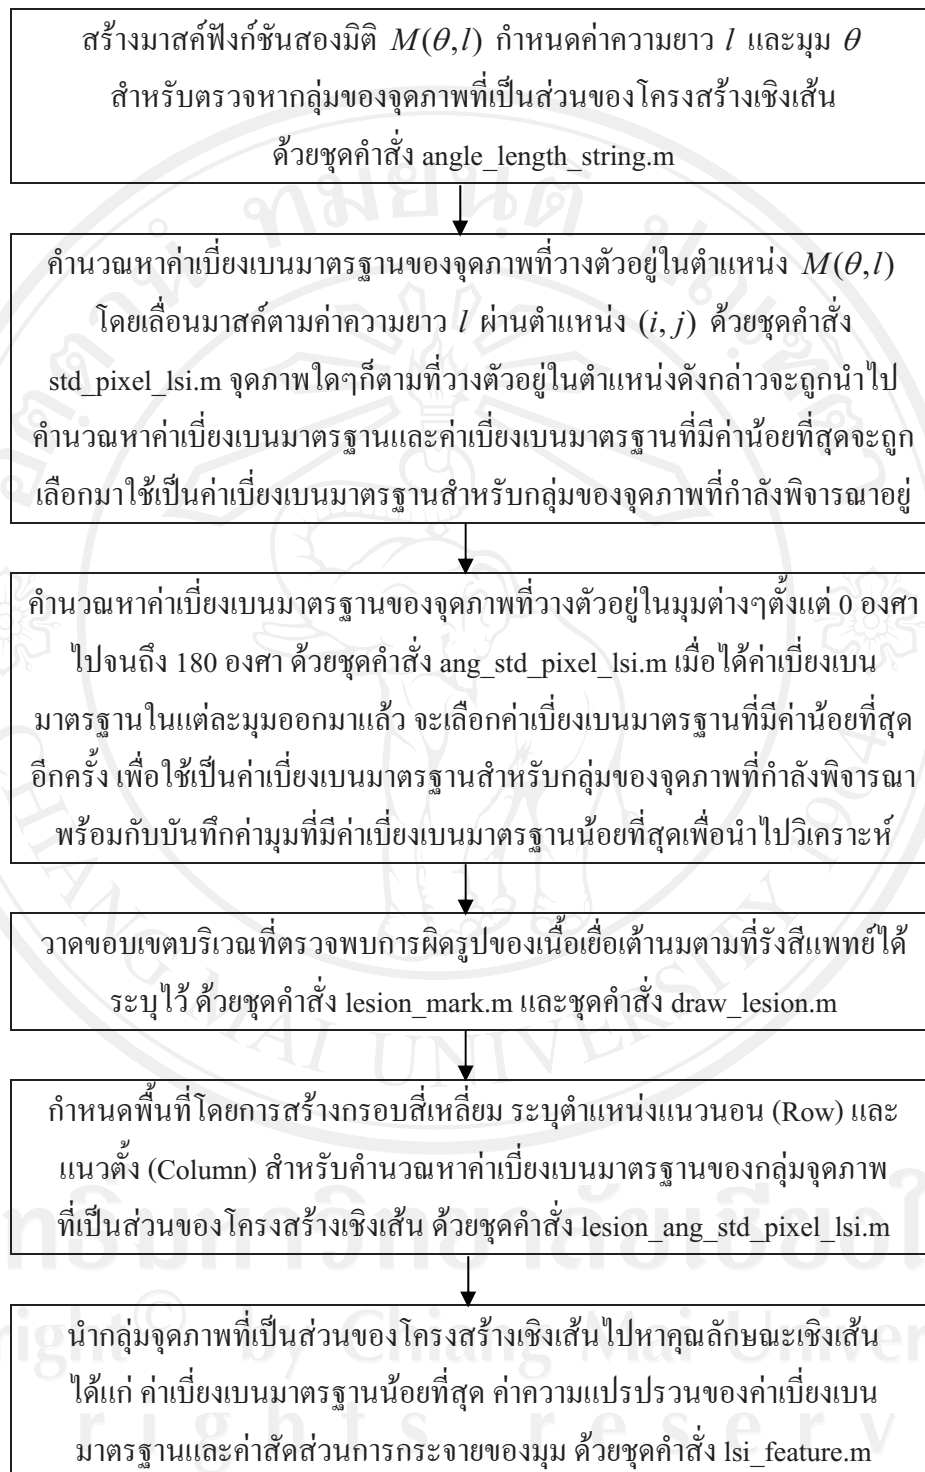 สร้างมาสค์ฟังก์ชันสองมิติ M(θ,l) กำหนดค่าความยาว l และมุม θ
สำหรับตรวจหากลุ่มของจุดภาพที่เป็นส่วนของโครงสร้างเชิงเส้น
ด้วยชุดคำสั่ง angle_length_string.m
คำนวณหาค่าเบี่ยงเบนมาตรฐานของจุดภาพที่วางตัวอยู่ในตำแหน่ง M(θ,l)
โดยเลื่อนมาสค์ตามค่าความยาว l ผ่านตำแหน่ง (i, j) ด้วยชุดคำสั่ง
std_pixel_lsi.m จุดภาพใดๆก็ตามที่วางตัวอยู่ในตำแหน่งดังกล่าวจะถูกนำไป
คำนวณหาค่าเบี่ยงเบนมาตรฐานและค่าเบี่ยงเบนมาตรฐานที่มีค่าน้อยที่สุดจะถูก
เลือกมาใช้เป็นค่าเบี่ยงเบนมาตรฐานสำหรับกลุ่มของจุดภาพที่กำลังพิจารณาอยู่
คำนวณหาค่าเบี่ยงเบนมาตรฐานของจุดภาพที่วางตัวอยู่ในมุมต่างๆตั้งแต่ 0 องศา
ไปจนถึง 180 องศา ด้วยชุดคำสั่ง ang_std_pixel_lsi.m เมื่อได้ค่าเบี่ยงเบน
มาตรฐานในแต่ละมุมออกมาแล้ว จะเลือกค่าเบี่ยงเบนมาตรฐานที่มีค่าน้อยที่สุด
อีกครั้ง เพื่อใช้เป็นค่าเบี่ยงเบนมาตรฐานสำหรับกลุ่มของจุดภาพที่กำลังพิจารณา
พร้อมกับบันทึกค่ามุมที่มีค่าเบี่ยงเบนมาตรฐานน้อยที่สุดเพื่อนำไปวิเคราะห์
วาดขอบเขตบริเวณที่ตรวจพบการผิดรูปของเนื้อเยื่อเต้านมตามที่รังสีแพทย์ได้
ระบุไว้ ด้วยชุดคำสั่ง lesion_mark.m และชุดคำสั่ง draw_lesion.m
กำหนดพื้นที่โดยการสร้างกรอบสี่เหลี่ยม ระบุตำแหน่งแนวนอน (Row) และ
แนวตั้ง (Column) สำหรับคำนวณหาค่าเบี่ยงเบนมาตรฐานของกลุ่มจุดภาพ
ที่เป็นส่วนของโครงสร้างเชิงเส้น ด้วยชุดคำสั่ง lesion_ang_std_pixel_lsi.m
นำกลุ่มจุดภาพที่เป็นส่วนของโครงสร้างเชิงเส้นไปหาคุณลักษณะเชิงเส้น
ได้แก่ ค่าเบี่ยงเบนมาตรฐานน้อยที่สุด ค่าความแปรปรวนของค่าเบี่ยงเบน
มาตรฐานและค่าสัดส่วนการกระจายของมุม ด้วยชุดคำสั่ง lsi_feature.m
CHIANG MAI UNIVERSITY 1964
by Chiang Mai